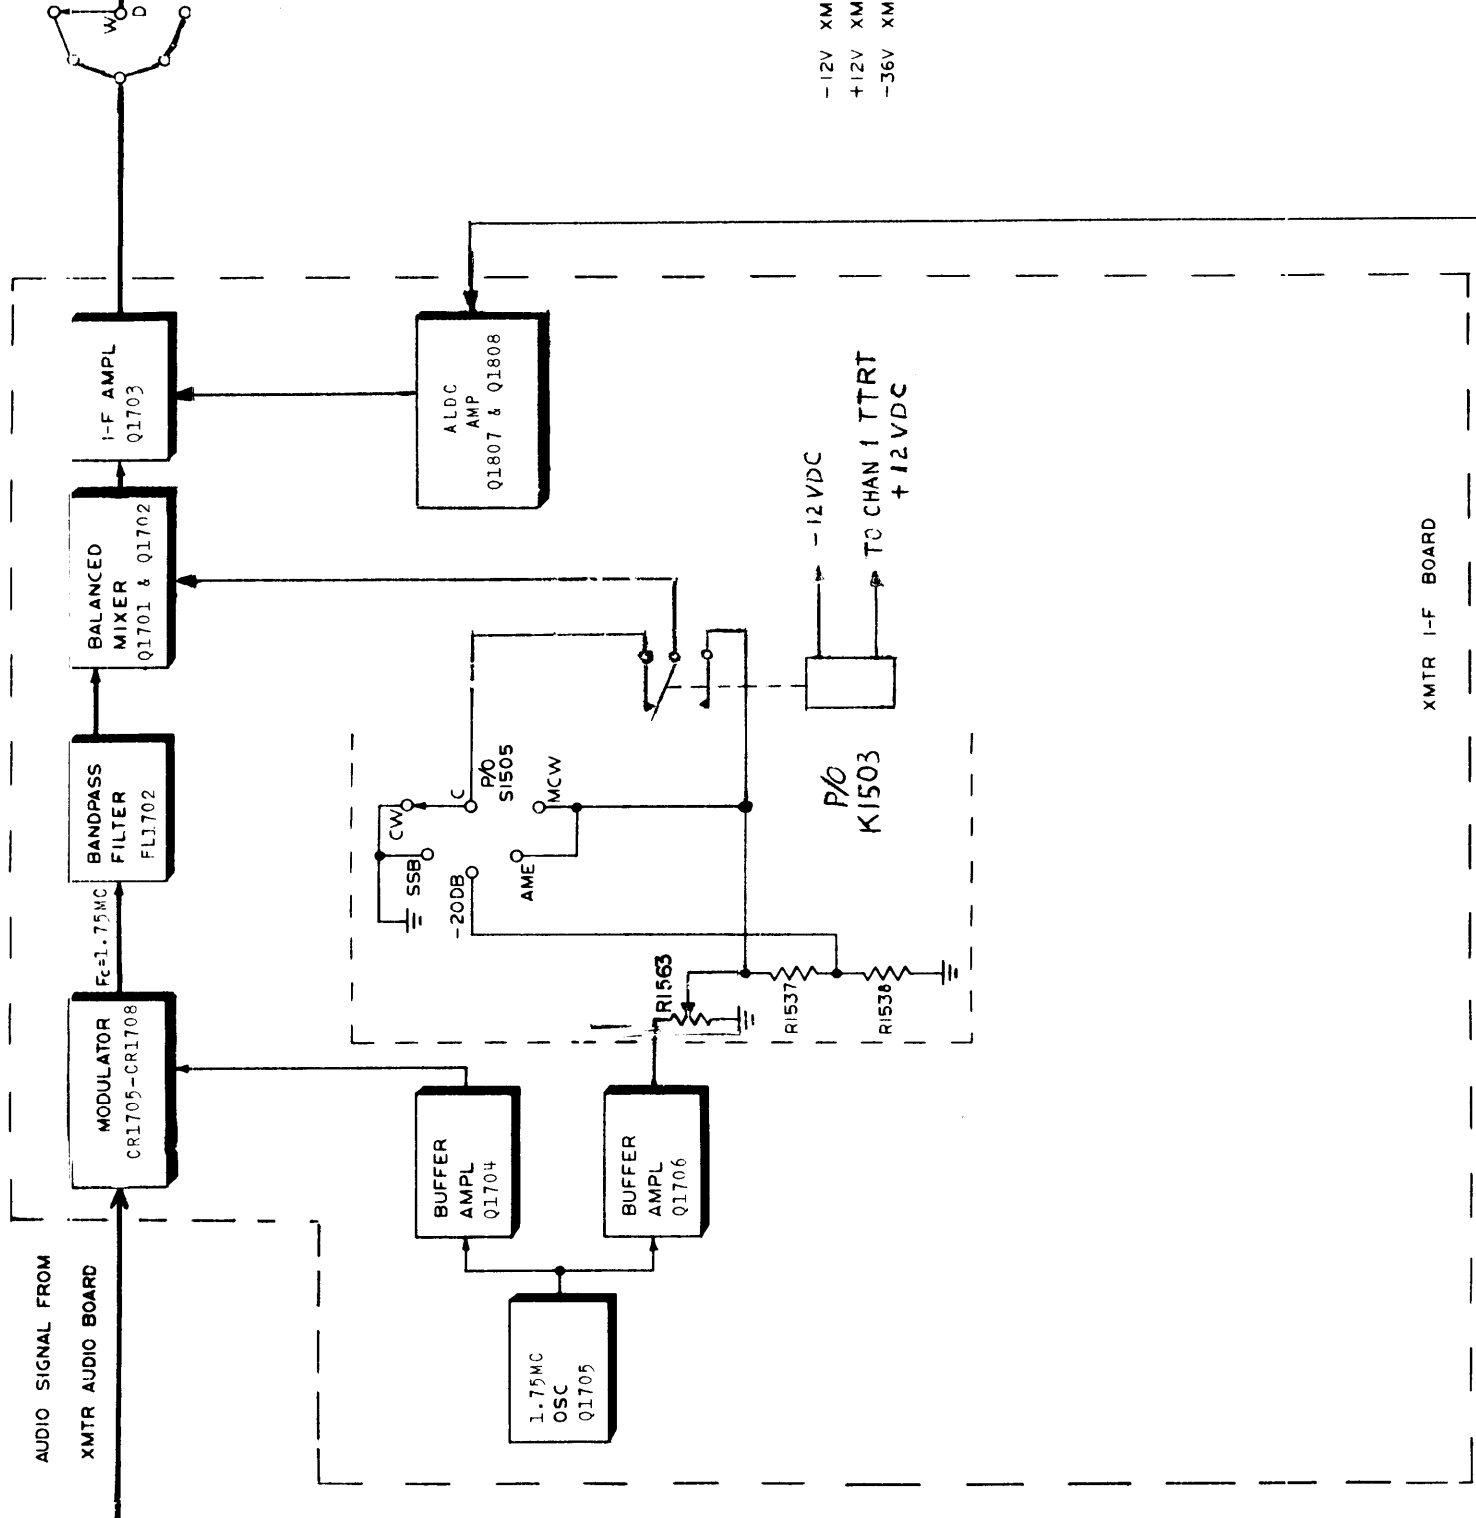 AUDIO SIGNAL FROM
XMTR AUDIO BOARD
MODULATOR
CR1705-CR1708
Fc=1.75MC
BANDPASS
FILTER
FL1702
BALANCED
MIXER
Q1701 & Q1702
I-F AMPL
Q1703
W
D
1.75MC
OSC
Q1705
BUFFER
AMPL
Q1704
BUFFER
AMPL
Q1706
ALDC
AMP
Q1807 & Q1808
CW
SSB
-20DB
AME
MCW
C
P/O
S1505
R1563
R1537
R1538
P/O
K1503
-12VDC
TO CHAN 1 TTRT
+12VDC
-12V XM
+12V XM
-36V XM
XMTR I-F BOARD